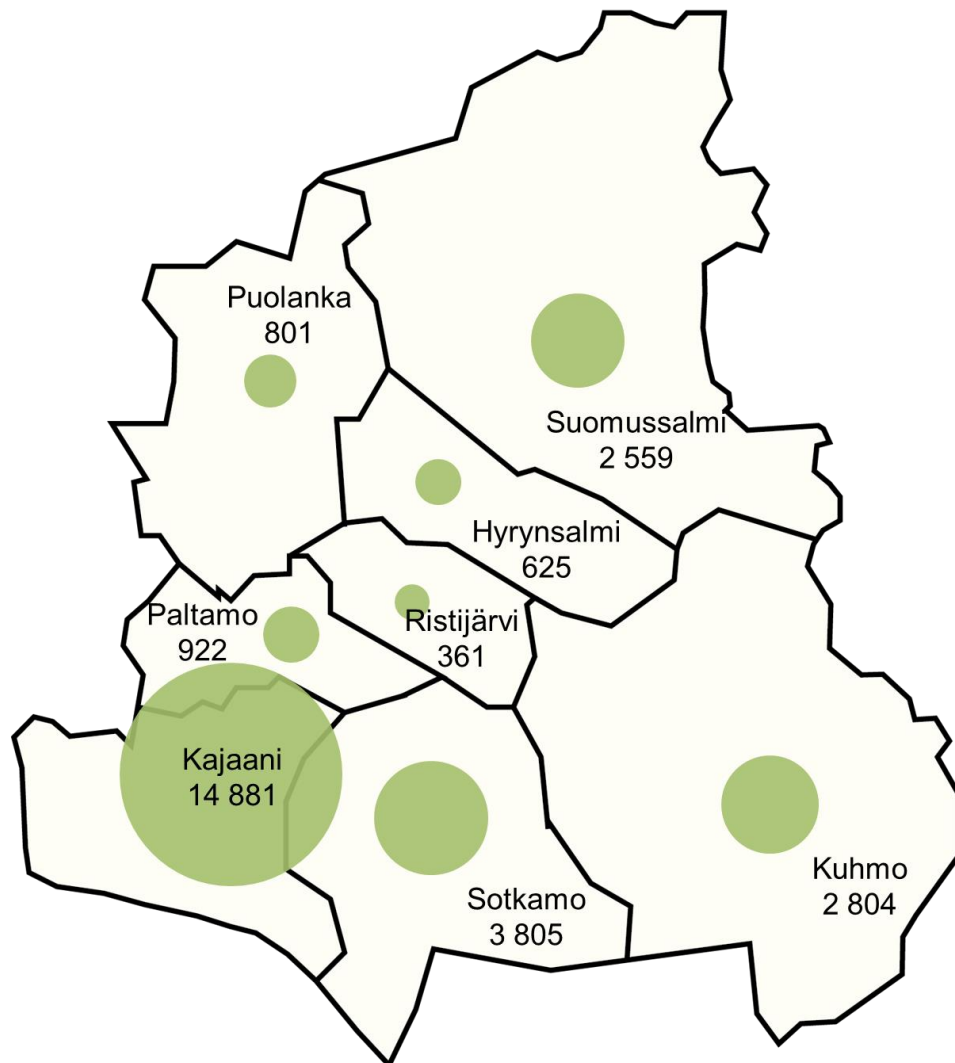 Puolanka
801
Suomussalmi
2 559
Hyrynsalmi
625
Paltamo
922
Ristijärvi
361
Kajaani
14 881
Sotkamo
3 805
Kuhmo
2 804